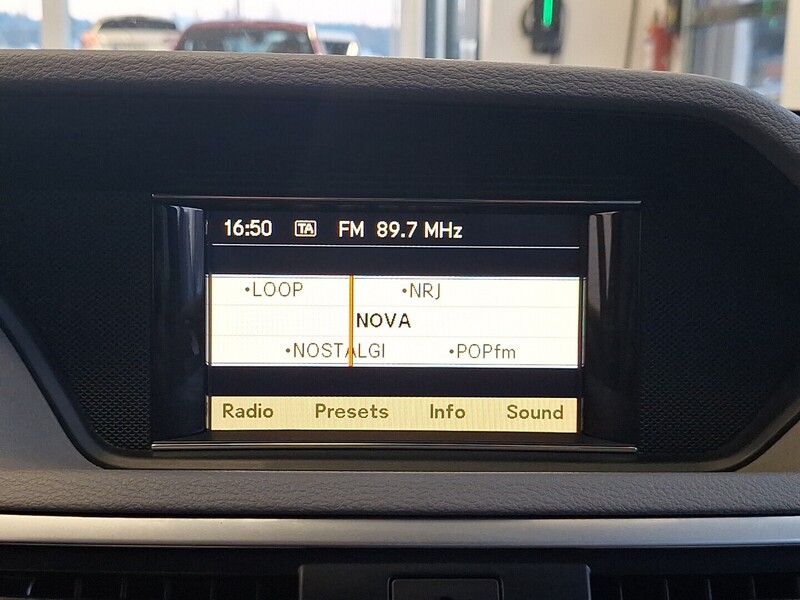 16:50 TA FM 89.7 MHz
•LOOP •NRJ
NOVA
•NOSTALGI •POPfm
Radio Presets Info Sound